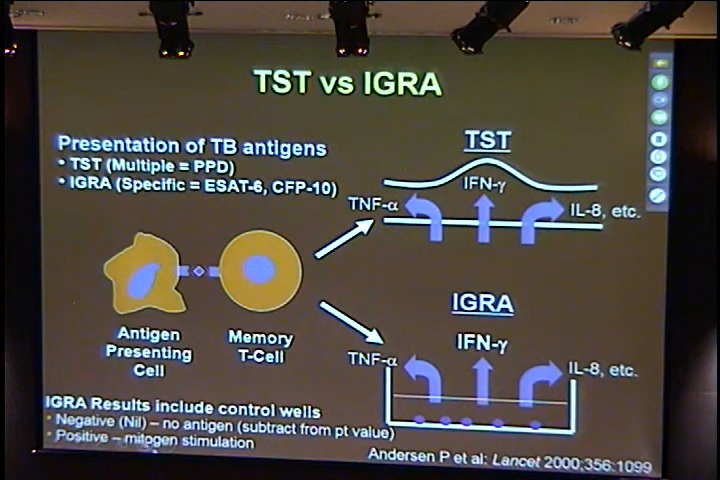 TST vs IGRA
Presentation of TB antigens
• TST (Multiple = PPD)
• IGRA (Specific = ESAT-6, CFP-10)
TST
IFN-γ
TNF-α
IL-8, etc.
Antigen
Presenting
Cell
Memory
T-Cell
IGRA
IFN-γ
TNF-α
IL-8, etc.
IGRA Results include control wells
• Negative (Nil) – no antigen (subtract from pt value)
• Positive – mitogen stimulation
Andersen P et al: Lancet 2000;356:1099